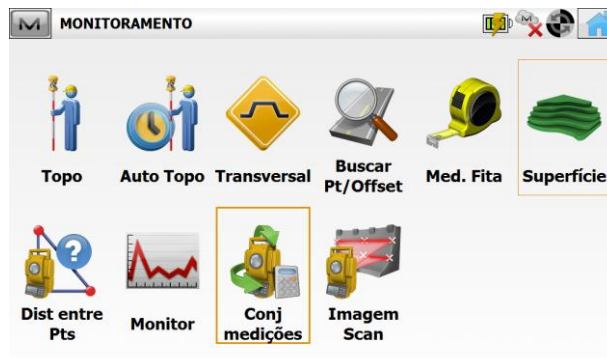 MONITORAMENTO
Topo
Auto Topo
Transversal
Buscar
Pt/Offset
Med. Fita
Superfície
Dist entre
Pts
Monitor
Conj
medições
Imagem
Scan